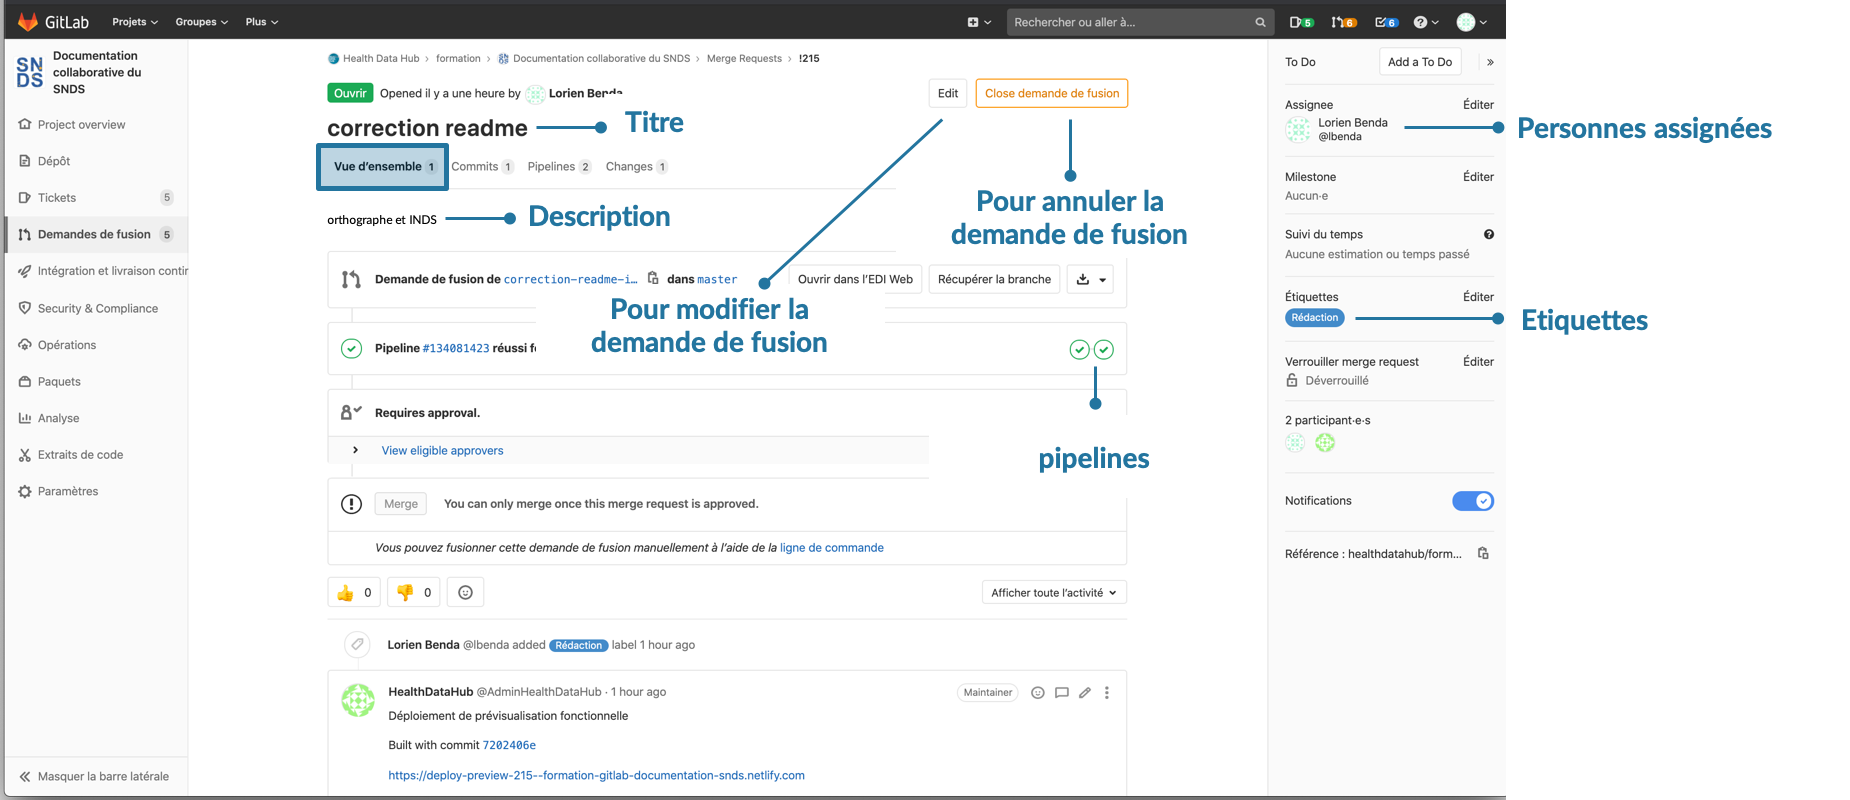 GitLab
Projets
Groupes
Plus
Rechercher ou aller à...
5
6
6
SNDS
Documentation
collaborative du
SNDS
Project overview
Dépôt
Tickets 5
Demandes de fusion 5
Intégration et livraison contin
Security & Compliance
Opérations
Paquets
Analyse
Extraits de code
Paramètres
Masquer la barre latérale
Health Data Hub › formation › Documentation collaborative du SNDS › Merge Requests › !215
Ouvrir Opened il y a une heure by Lorien Benda
Edit
Close demande de fusion
correction readme
Titre
Vue d'ensemble 1
Commits 1
Pipelines 2
Changes 1
orthographe et INDS
Description
Pour annuler la
demande de fusion
Demande de fusion de correction-readme-i... dans master
Ouvrir dans l'EDI Web
Récupérer la branche
Pour modifier la
demande de fusion
Pipeline #134081423 réussi
pipelines
Requires approval.
View eligible approvers
Merge
You can only merge once this merge request is approved.
Vous pouvez fusionner cette demande de fusion manuellement à l'aide de la ligne de commande
0
0
Afficher toute l'activité
Lorien Benda @lbenda added Rédaction label 1 hour ago
HealthDataHub @AdminHealthDataHub · 1 hour ago
Maintainer
Déploiement de prévisualisation fonctionnelle
Built with commit 7202406e
https://deploy-preview-215--formation-gitlab-documentation-snds.netlify.com
To Do
Add a To Do
Assignee Éditer
Lorien Benda
@lbenda
Personnes assignées
Milestone Éditer
Aucun·e
Suivi du temps
Aucune estimation ou temps passé
Étiquettes Éditer
Rédaction
Etiquettes
Verrouiller merge request Éditer
Déverrouillé
2 participant·e·s
Notifications
Référence : healthdatahub/form...